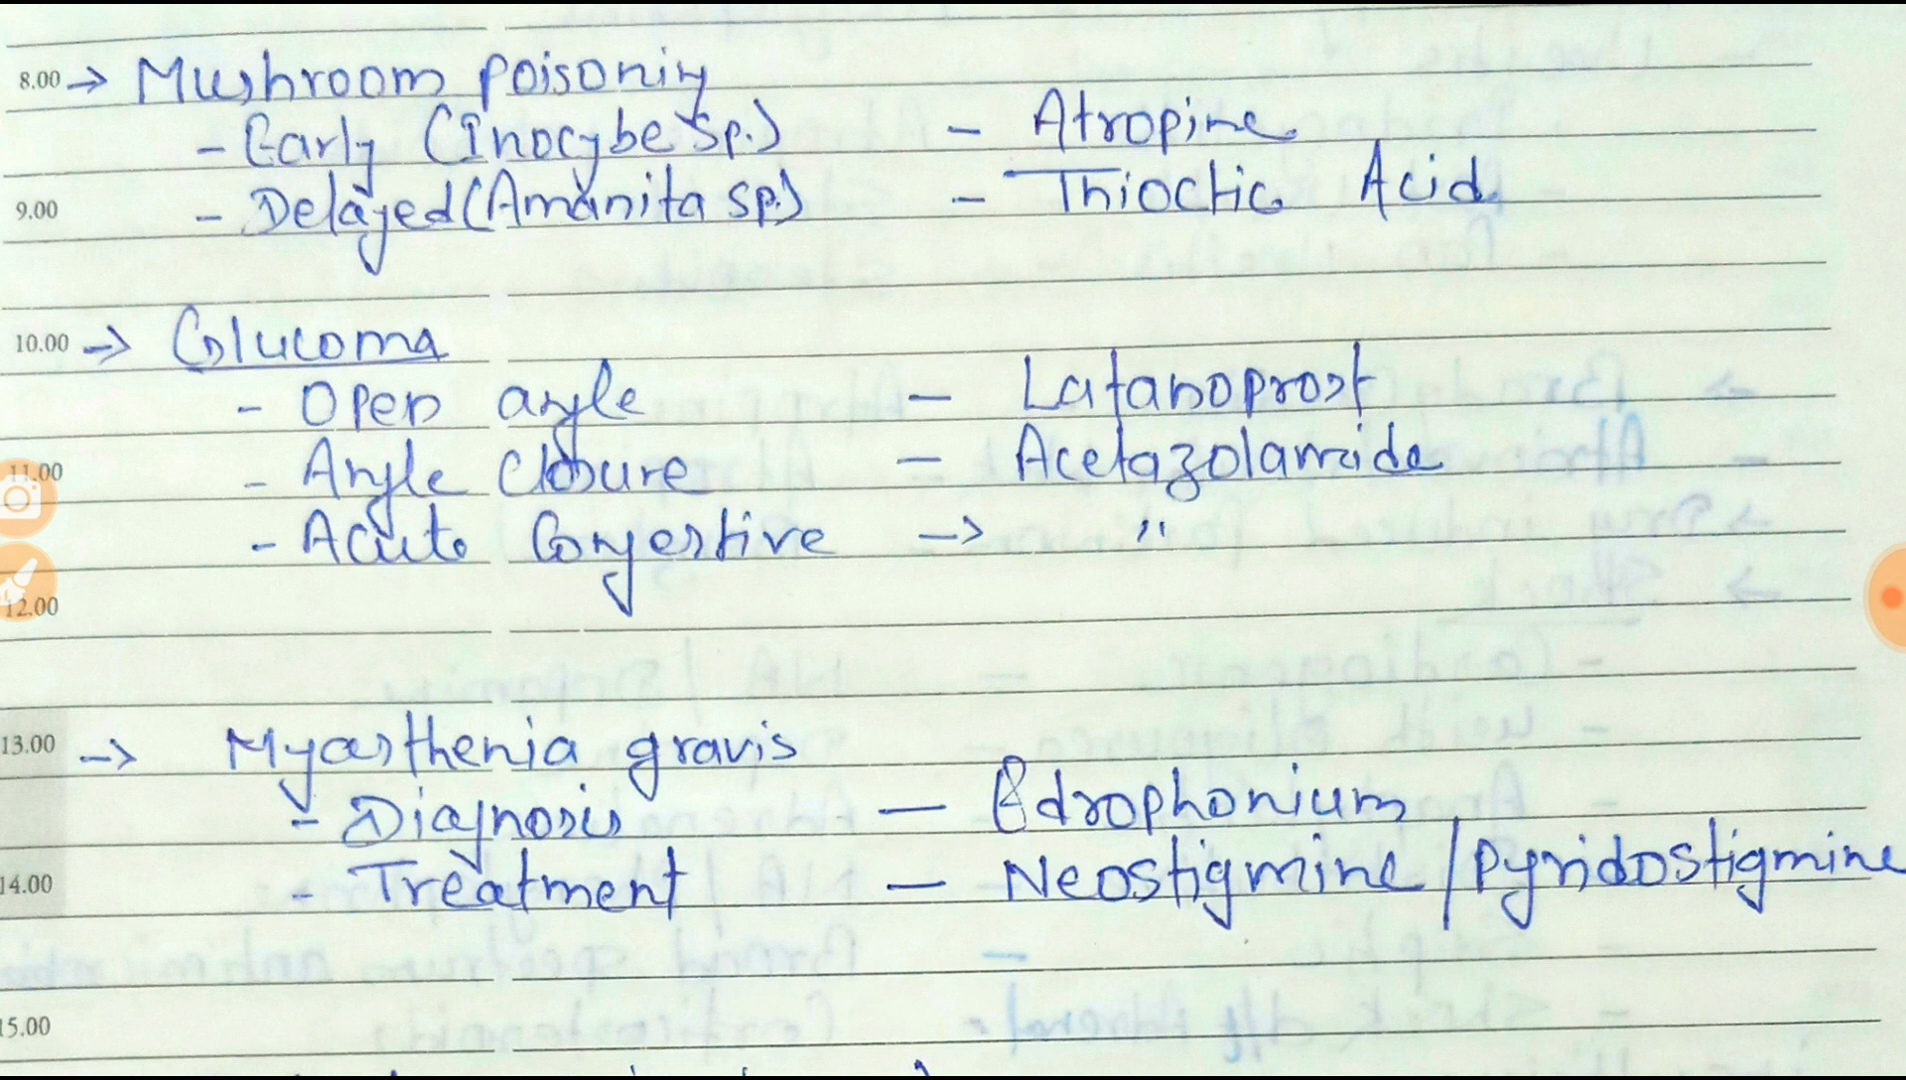 8.00 → Mushroom poisoning
- Early (Inocybe sp.) - Atropine
9.00 - Delayed (Amanita sp.) - Thioctic Acid
10.00 → Glucoma
- Open angle - Latanoprost
11.00 - Angle closure - Acetazolamide
- Acute Congestive → "
12.00
13.00 → Myasthenia gravis
- Diagnosis - Edrophonium
14.00 - Treatment - Neostigmine / Pyridostigmine
15.00